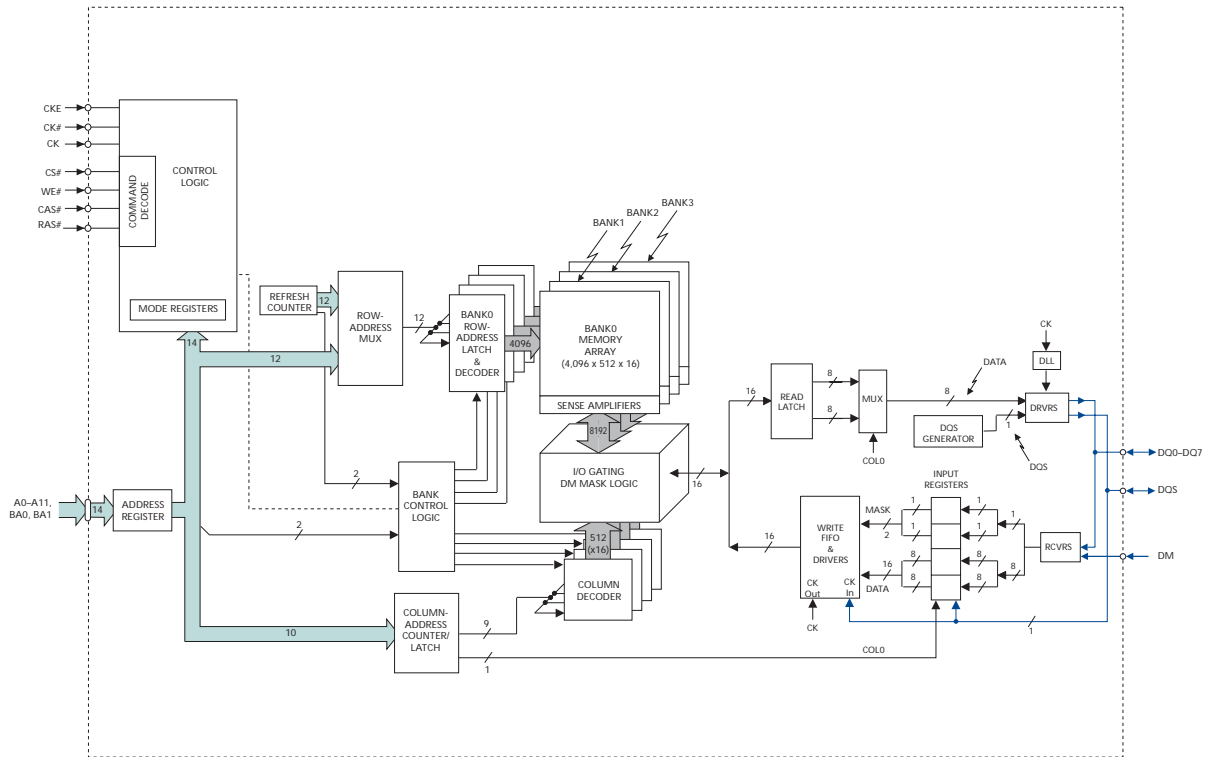 CKE
CK#
CK
CS#
WE#
CAS#
RAS#
COMMAND
DECODE
CONTROL
LOGIC
MODE REGISTERS
14
12
REFRESH
COUNTER
12
ROW-
ADDRESS
MUX
12
BANK0
ROW-
ADDRESS
LATCH
&
DECODER
4096
BANK1
BANK2
BANK3
BANK0
MEMORY
ARRAY
(4,096 x 512 x 16)
SENSE AMPLIFIERS
8192
I/O GATING
DM MASK LOGIC
16
512
(x16)
COLUMN
DECODER
2
2
BANK
CONTROL
LOGIC
A0–A11,
BA0, BA1
14
ADDRESS
REGISTER
10
COLUMN-
ADDRESS
COUNTER/
LATCH
9
1
COL0
16
READ
LATCH
8
8
MUX
COL0
8
DATA
DQS
GENERATOR
1
DQS
CK
DLL
DRVRS
DQ0–DQ7
DQS
DM
INPUT
REGISTERS
16
WRITE
FIFO
&
DRIVERS
CK
Out
CK
In
CK
MASK
2
16
DATA
1
1
8
8
1
1
8
8
1
8
RCVRS
1